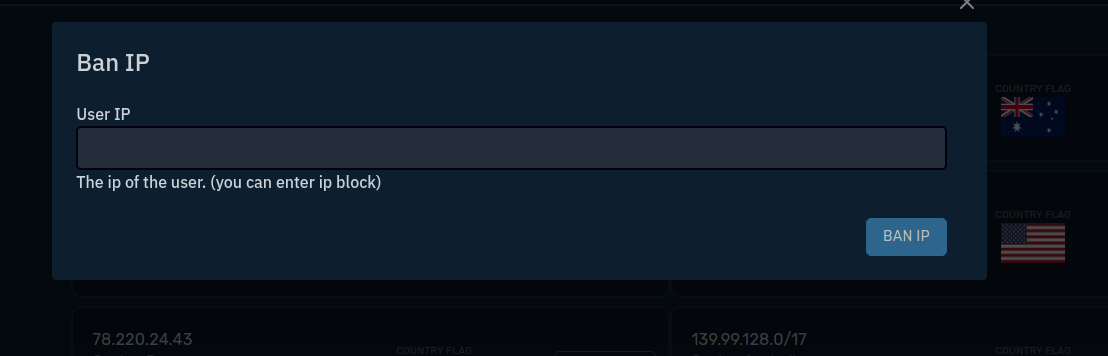 Ban IP
User IP
The ip of the user. (you can enter ip block)
BAN IP
COUNTRY FLAG
COUNTRY FLAG
78.220.24.43
139.99.128.0/17
COUNTRY FLAG
COUNTRY FLAG